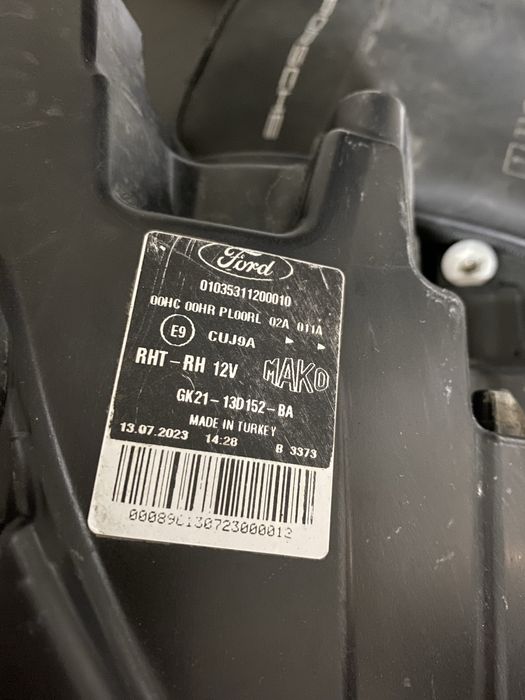 Ford
01035311200010
00HC 00HR PL00RL 02A 011A
E9 CUJ9A
RHT-RH 12V MAKO
GK21-13D152-BA
MADE IN TURKEY
13.07.2023 14:28 B 3373